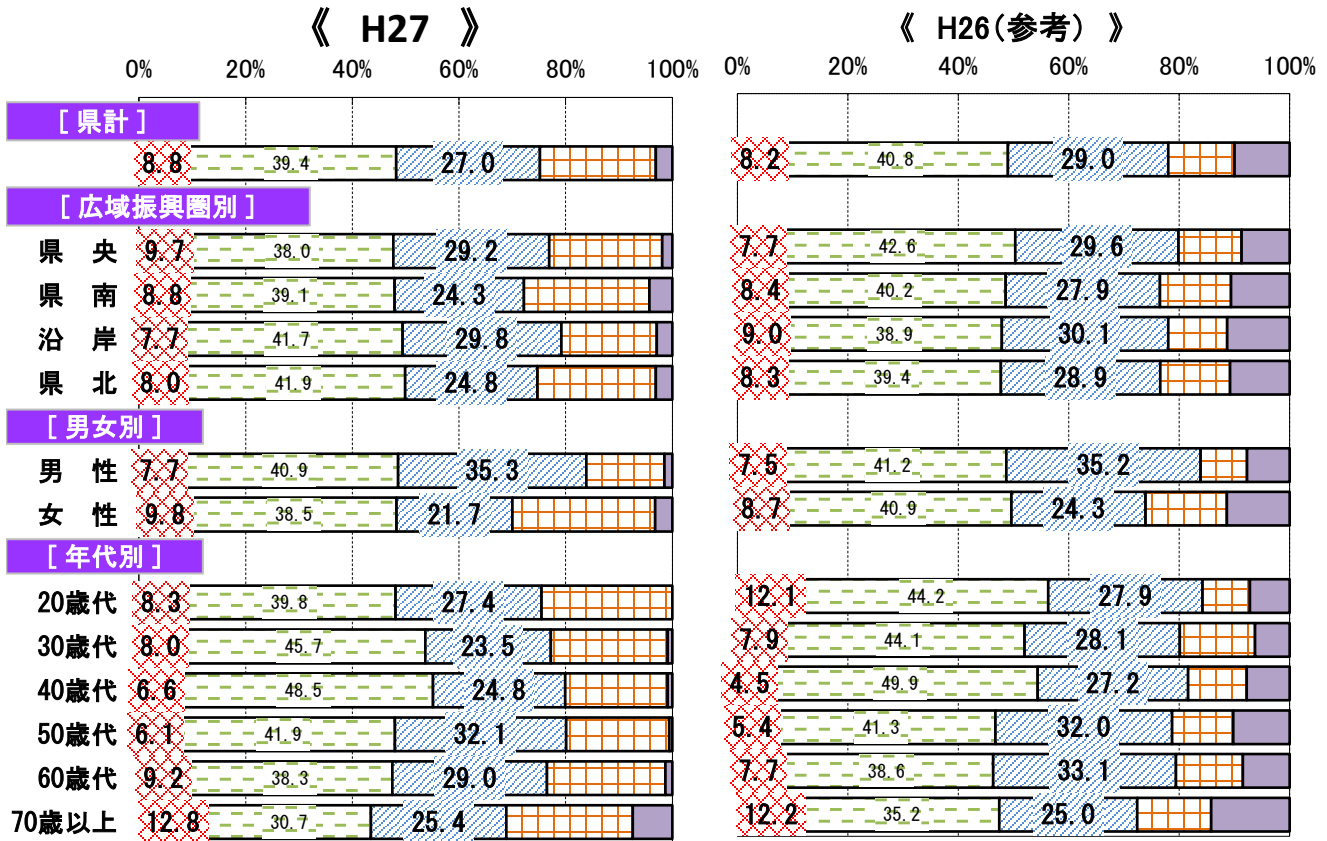 《 H27 》 《 H26(参考) 》
0% 20% 40% 60% 80% 100% 0% 20% 40% 60% 80% 100%
[ 県計 ]
8.8 39.4 27.0 8.2 40.8 29.0
[ 広域振興圏別 ]
県 央 9.7 38.0 29.2 7.7 42.6 29.6
県 南 8.8 39.1 24.3 8.4 40.2 27.9
沿 岸 7.7 41.7 29.8 9.0 38.9 30.1
県 北 8.0 41.9 24.8 8.3 39.4 28.9
[ 男女別 ]
男 性 7.7 40.9 35.3 7.5 41.2 35.2
女 性 9.8 38.5 21.7 8.7 40.9 24.3
[ 年代別 ]
20歳代 8.3 39.8 27.4 12.1 44.2 27.9
30歳代 8.0 45.7 23.5 7.9 44.1 28.1
40歳代 6.6 48.5 24.8 4.5 49.9 27.2
50歳代 6.1 41.9 32.1 5.4 41.3 32.0
60歳代 9.2 38.3 29.0 7.7 38.6 33.1
70歳以上 12.8 30.7 25.4 12.2 35.2 25.0